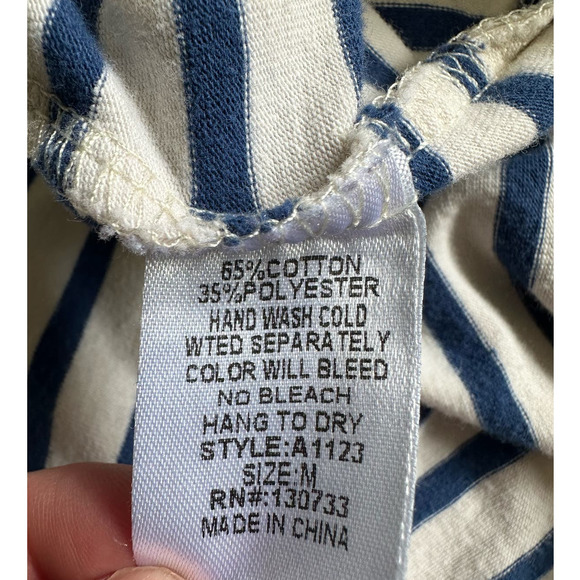 65%COTTON
35%POLYESTER
HAND WASH COLD
WTED SEPARATELY
COLOR WILL BLEED
NO BLEACH
HANG TO DRY
STYLE:A1123
SIZE:M
RN#:130733
MADE IN CHINA